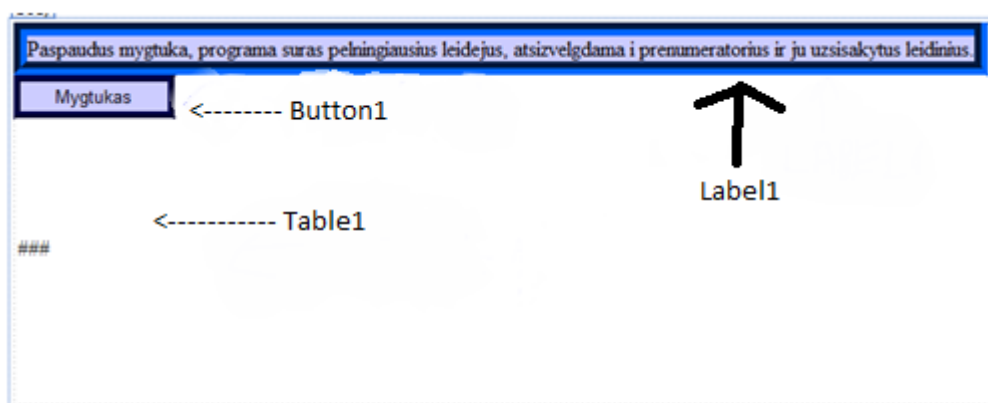 Paspaudus mygtuka, programa suras pelningiausius leidejus, atsizvelgdama i prenumeratorius ir ju uzsisakytus leidinius.
Mygtukas
<-------- Button1
Label1
<----------- Table1
###